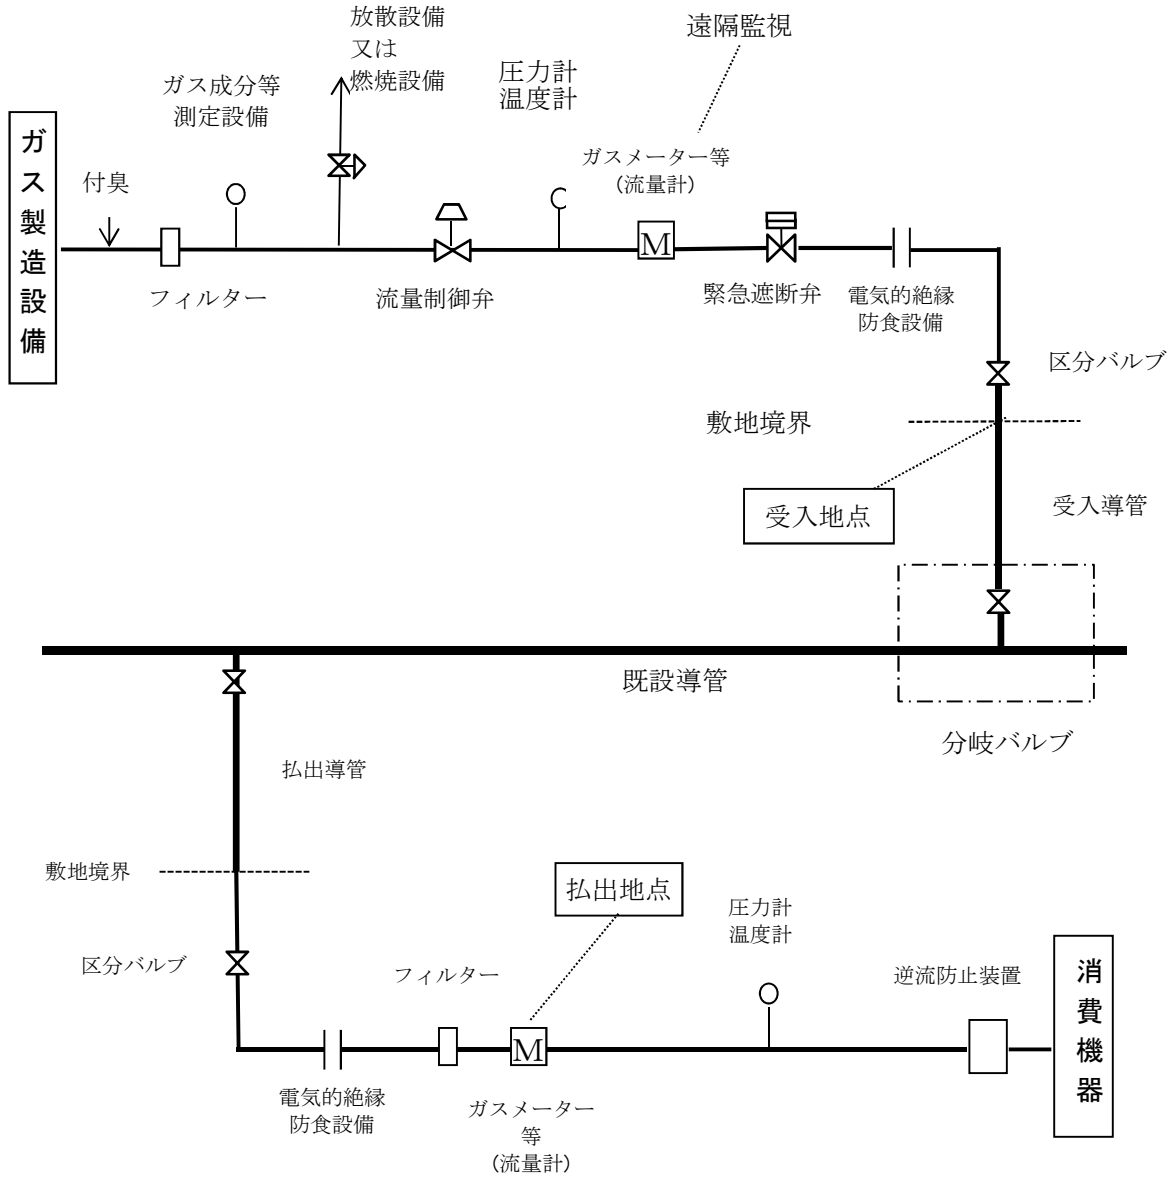 放散設備
又は
燃焼設備
遠隔監視
ガス成分等
測定設備
圧力計
温度計
ガス製造設備
付臭
ガスメーター等
(流量計)
M
フィルター
流量制御弁
緊急遮断弁
電気的絶縁
防食設備
区分バルブ
敷地境界
受入地点
受入導管
既設導管
分岐バルブ
払出導管
敷地境界
払出地点
圧力計
温度計
区分バルブ
フィルター
逆流防止装置
消費機器
M
電気的絶縁
防食設備
ガスメーター
等
(流量計)